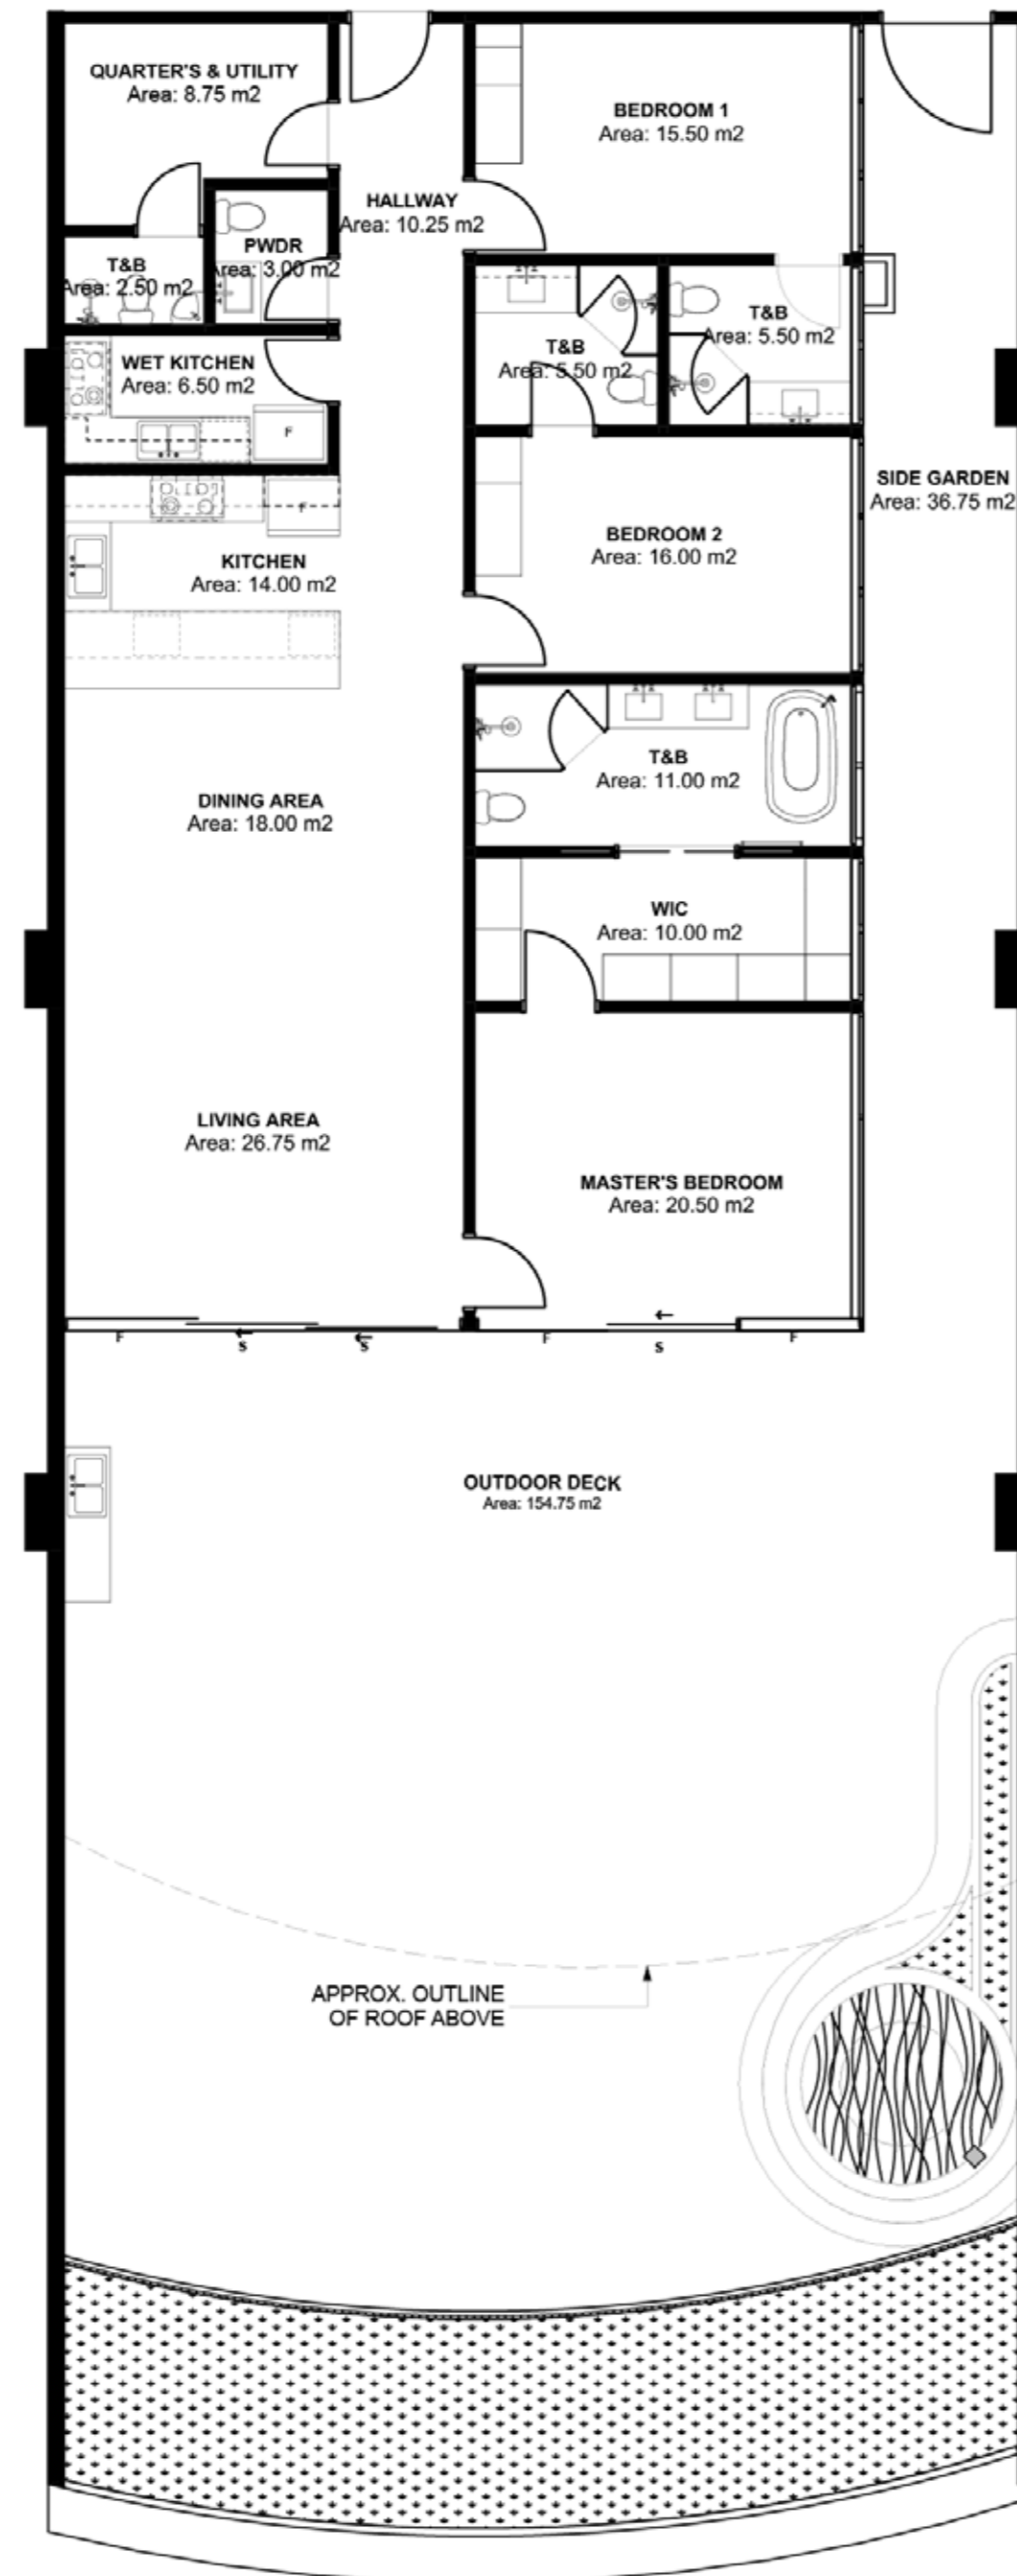 QUARTER'S & UTILITY
Area: 8.75 m2
BEDROOM 1
Area: 15.50 m2
HALLWAY
Area: 10.25 m2
PWDR
Area: 3.00 m2
T&B
Area: 2.50 m2
T&B
Area: 5.50 m2
T&B
Area: 5.50 m2
WET KITCHEN
Area: 6.50 m2
F
F
KITCHEN
Area: 14.00 m2
BEDROOM 2
Area: 16.00 m2
SIDE GARDEN
Area: 36.75 m2
T&B
Area: 11.00 m2
DINING AREA
Area: 18.00 m2
WIC
Area: 10.00 m2
LIVING AREA
Area: 26.75 m2
MASTER'S BEDROOM
Area: 20.50 m2
F
S
S
F
S
F
OUTDOOR DECK
Area: 154.75 m2
APPROX. OUTLINE
OF ROOF ABOVE